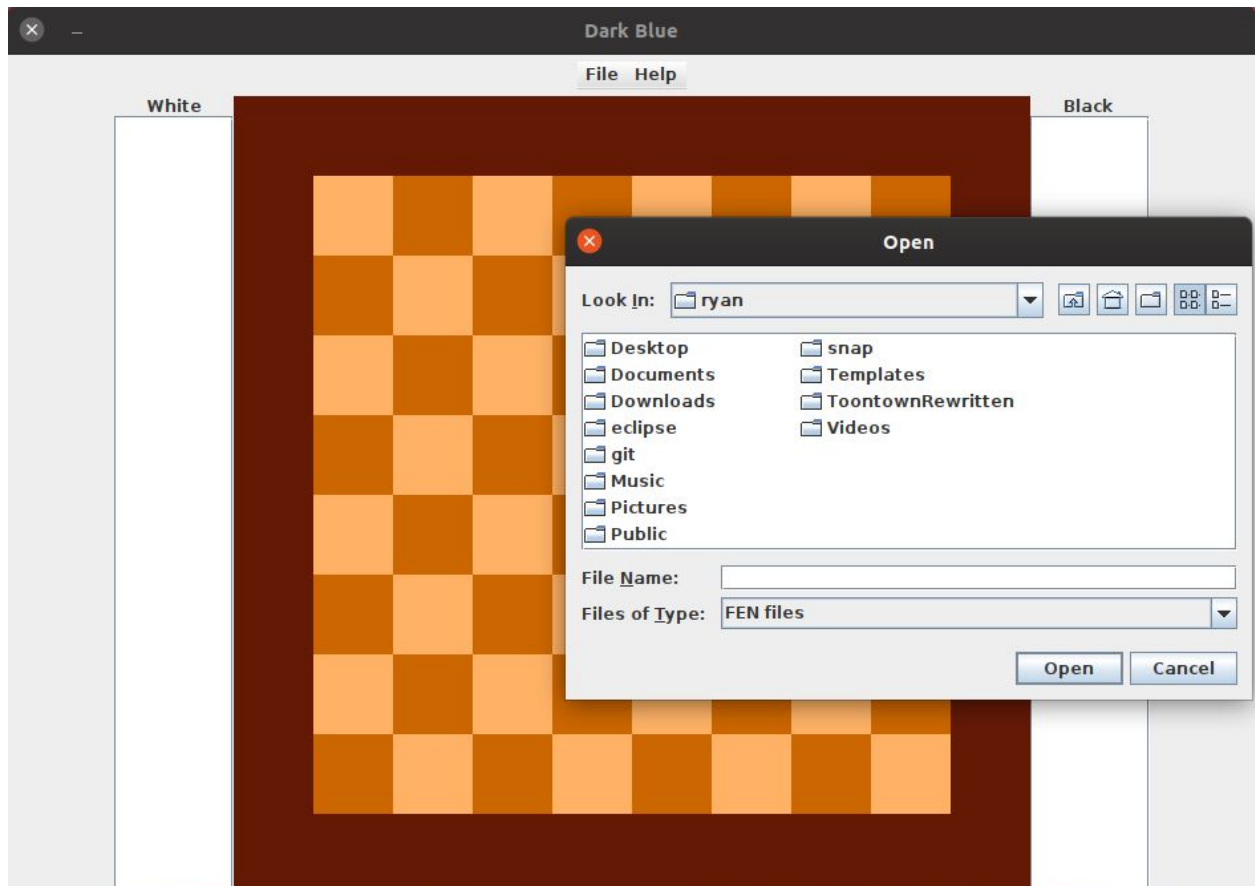 Dark Blue
File Help
White
Black
Open
Look In: ryan
Desktop
Documents
Downloads
eclipse
git
Music
Pictures
Public
snap
Templates
ToontownRewritten
Videos
File Name:
Files of Type: FEN files
Open Cancel